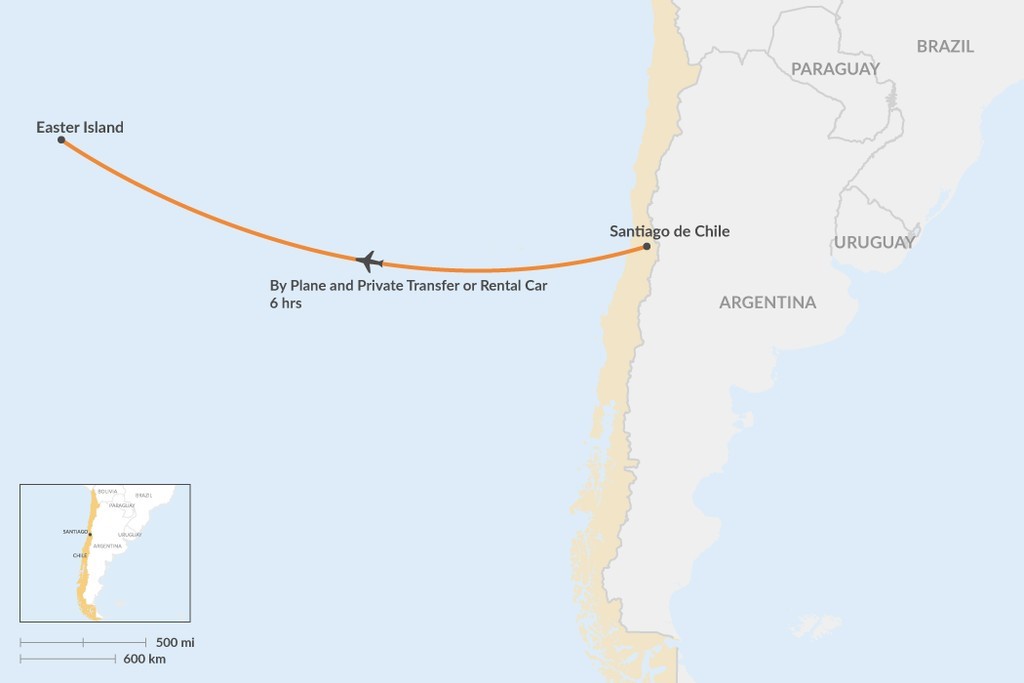 BRAZIL
PARAGUAY
Easter Island
Santiago de Chile
URUGUAY
By Plane and Private Transfer or Rental Car
6 hrs
ARGENTINA
BOLIVIA
BRAZIL
PARAGUAY
SANTIAGO
URUGUAY
ARGENTINA
CHILE
500 mi
600 km